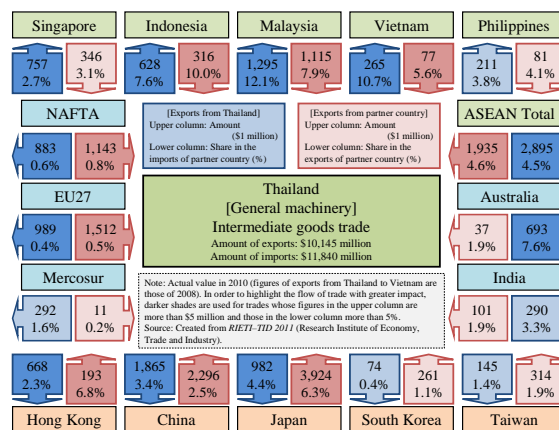 Singapore Indonesia Malaysia Vietnam Philippines
757 2.7% 346 3.1% 628 7.6% 316 10.0% 1,295 12.1% 1,115 7.9% 265 10.7% 77 5.6% 211 3.8% 81 4.1%
NAFTA
883 0.6% 1,143 0.8%
[Exports from Thailand]
Upper column: Amount
($1 million)
Lower column: Share in the
imports of partner country (%)
[Exports from partner country]
Upper column: Amount
($1 million)
Lower column: Share in the
exports of partner country (%)
ASEAN Total
1,935 4.6% 2,895 4.5%
EU27
989 0.4% 1,512 0.5%
Thailand
[General machinery]
Intermediate goods trade
Amount of exports: $10,145 million
Amount of imports: $11,840 million
Australia
37 1.9% 693 7.6%
Mercosur
292 1.6% 11 0.2%
Note: Actual value in 2010 (figures of exports from Thailand to Vietnam are
those of 2008). In order to highlight the flow of trade with greater impact,
darker shades are used for trades whose figures in the upper column are
more than $5 million and those in the lower column more than 5%.
Source: Created from RIETI–TID 2011 (Research Institute of Economy,
Trade and Industry).
India
101 1.9% 290 3.3%
668 2.3% 193 6.8% 1,865 3.4% 2,296 2.5% 982 4.4% 3,924 6.3% 74 0.4% 261 1.1% 145 1.4% 314 1.9%
Hong Kong China Japan South Korea Taiwan